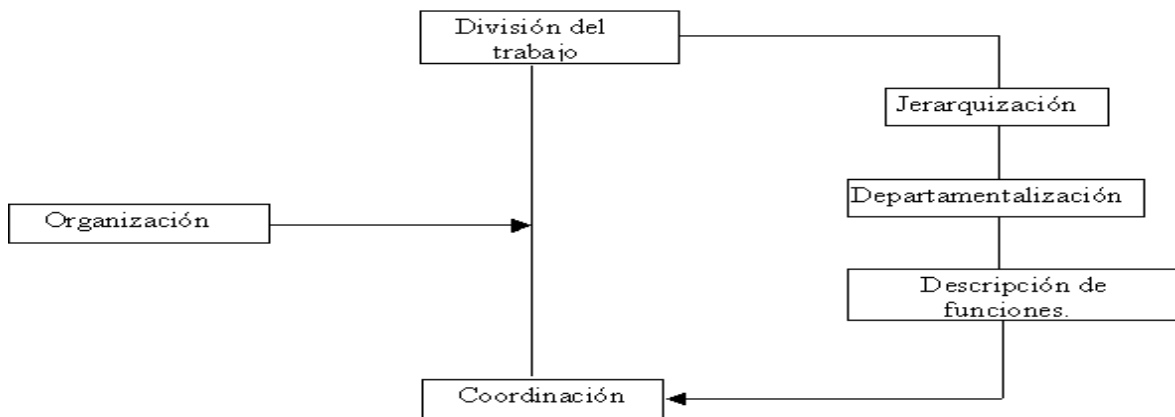 División del
trabajo
Jerarquización
Departamentalización
Organización
Descripción de
funciones.
Coordinación